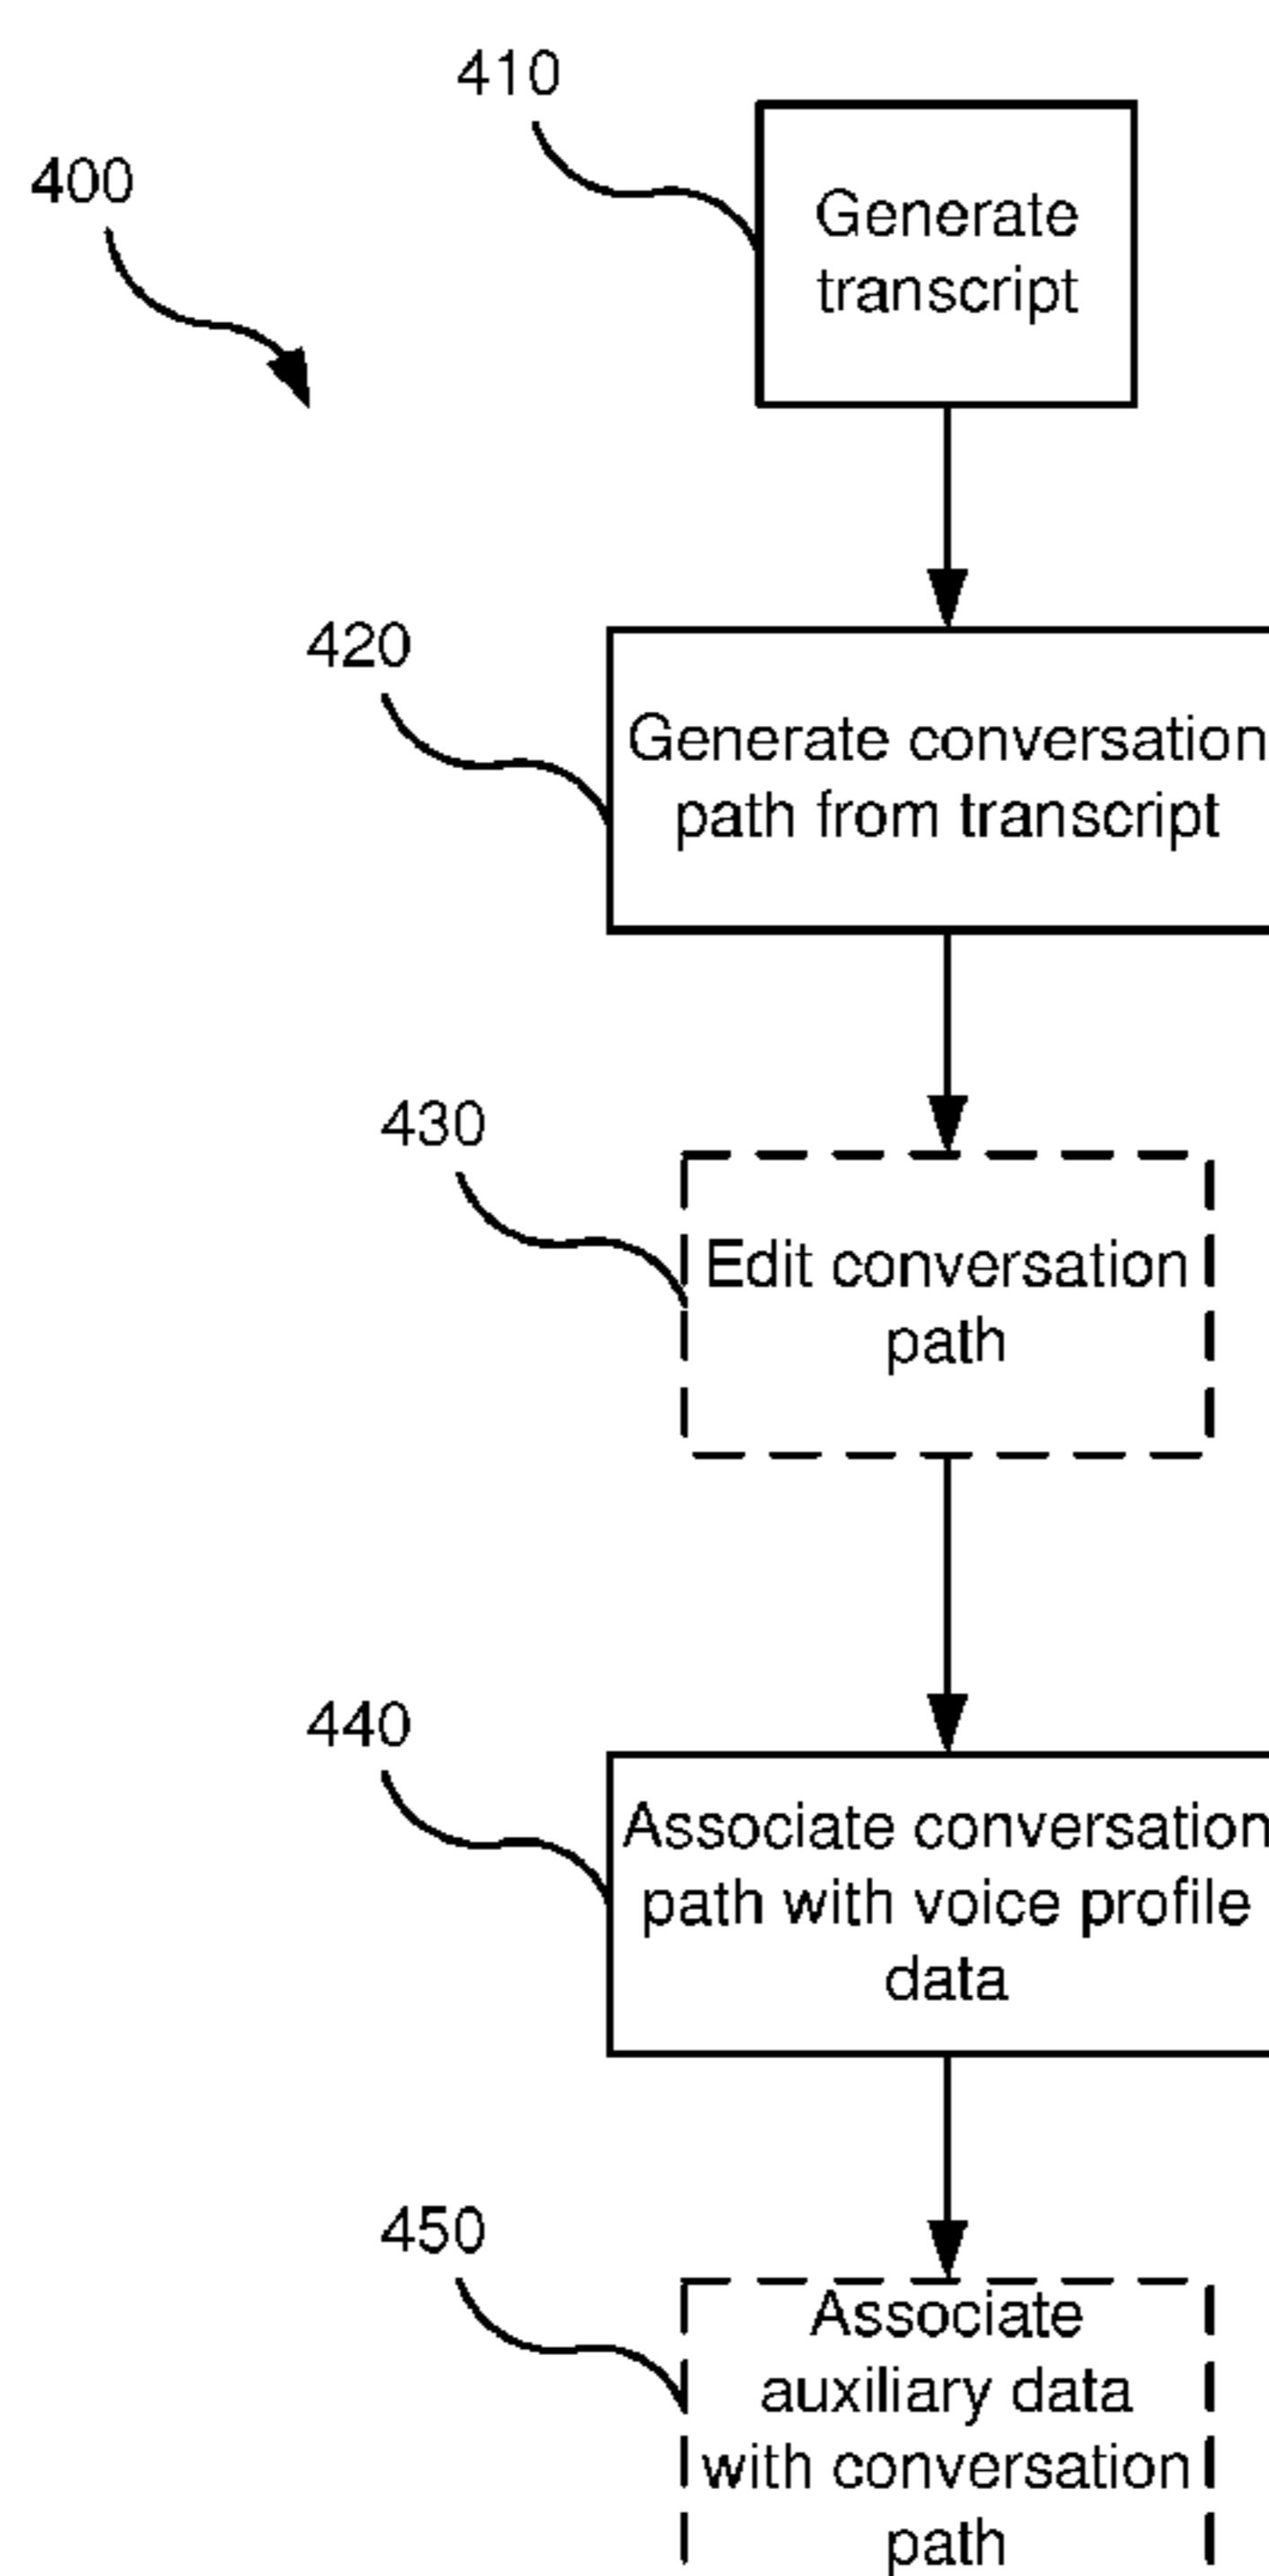 410
400
Generate
transcript
420
Generate conversation
path from transcript
430
Edit conversation
path
440
Associate conversation
path with voice profile
data
450
Associate
auxiliary data
with conversation
path